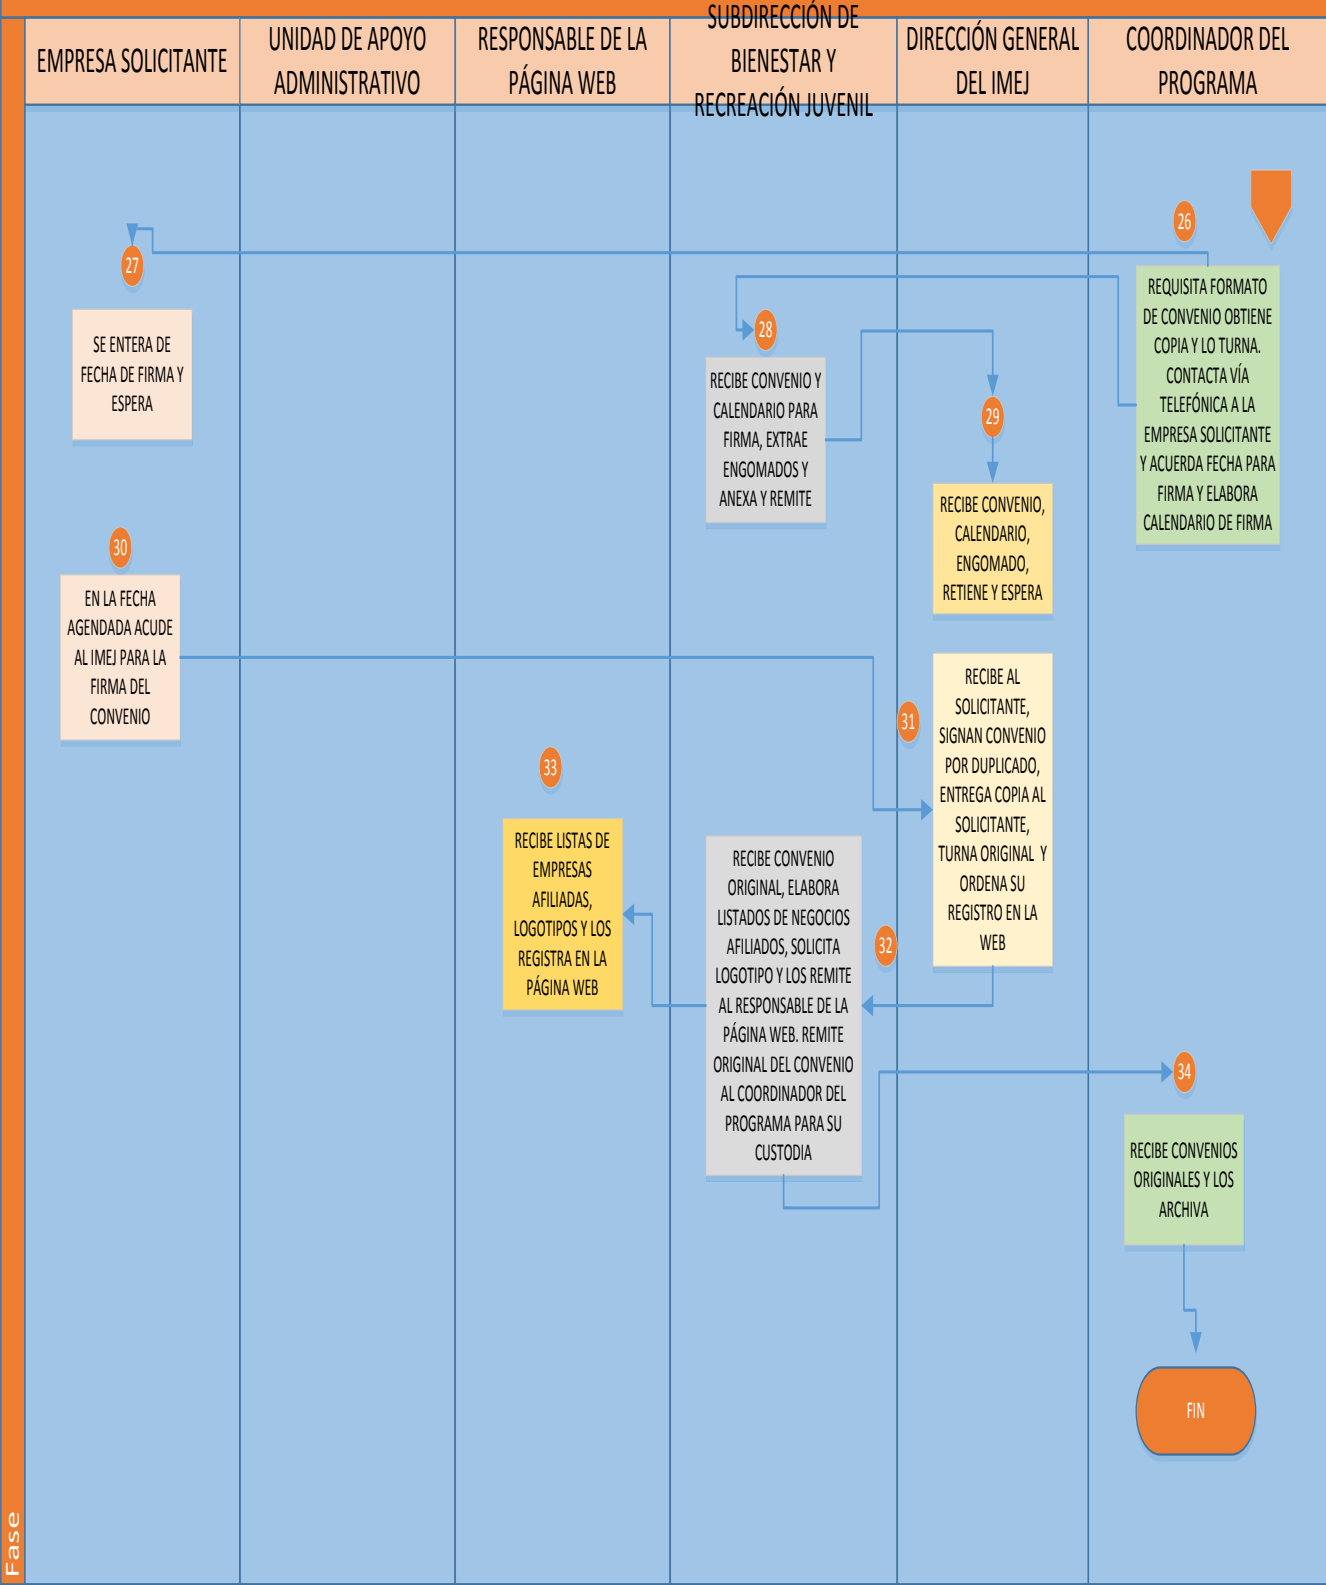 EMPRESA SOLICITANTE
UNIDAD DE APOYO
ADMINISTRATIVO
RESPONSABLE DE LA
PÁGINA WEB
SUBDIRECCIÓN DE
BIENESTAR Y
RECREACIÓN JUVENIL
DIRECCIÓN GENERAL
DEL IMEJ
COORDINADOR DEL
PROGRAMA
26
REQUISITA FORMATO
DE CONVENIO OBTIENE
COPIA Y LO TURNA.
CONTACTA VÍA
TELEFÓNICA A LA
EMPRESA SOLICITANTE
Y ACUERDA FECHA PARA
FIRMA Y ELABORA
CALENDARIO DE FIRMA
27
SE ENTERA DE
FECHA DE FIRMA Y
ESPERA
28
RECIBE CONVENIO Y
CALENDARIO PARA
FIRMA, EXTRAE
ENGOMADOS Y
ANEXA Y REMITE
29
RECIBE CONVENIO,
CALENDARIO,
ENGOMADO,
RETIENE Y ESPERA
30
EN LA FECHA
AGENDADA ACUDE
AL IMEJ PARA LA
FIRMA DEL
CONVENIO
31
RECIBE AL
SOLICITANTE,
SIGNAN CONVENIO
POR DUPLICADO,
ENTREGA COPIA AL
SOLICITANTE,
TURNA ORIGINAL Y
ORDENA SU
REGISTRO EN LA
WEB
32
RECIBE CONVENIO
ORIGINAL, ELABORA
LISTADOS DE NEGOCIOS
AFILIADOS, SOLICITA
LOGOTIPO Y LOS REMITE
AL RESPONSABLE DE LA
PÁGINA WEB. REMITE
ORIGINAL DEL CONVENIO
AL COORDINADOR DEL
PROGRAMA PARA SU
CUSTODIA
33
RECIBE LISTAS DE
EMPRESAS
AFILIADAS,
LOGOTIPOS Y LOS
REGISTRA EN LA
PÁGINA WEB
34
RECIBE CONVENIOS
ORIGINALES Y LOS
ARCHIVA
FIN
Fase